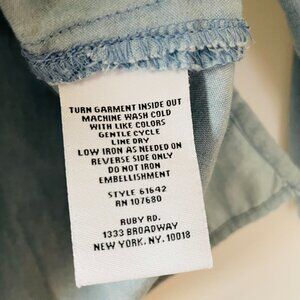 TURN GARMENT INSIDE OUT
MACHINE WASH COLD
WITH LIKE COLORS
GENTLE CYCLE
LINE DRY
LOW IRON AS NEEDED ON
REVERSE SIDE ONLY
DO NOT IRON
EMBELLISHMENT
STYLE 61642
RN 107680
RUBY RD.
1333 BROADWAY
NEW YORK, NY, 10018